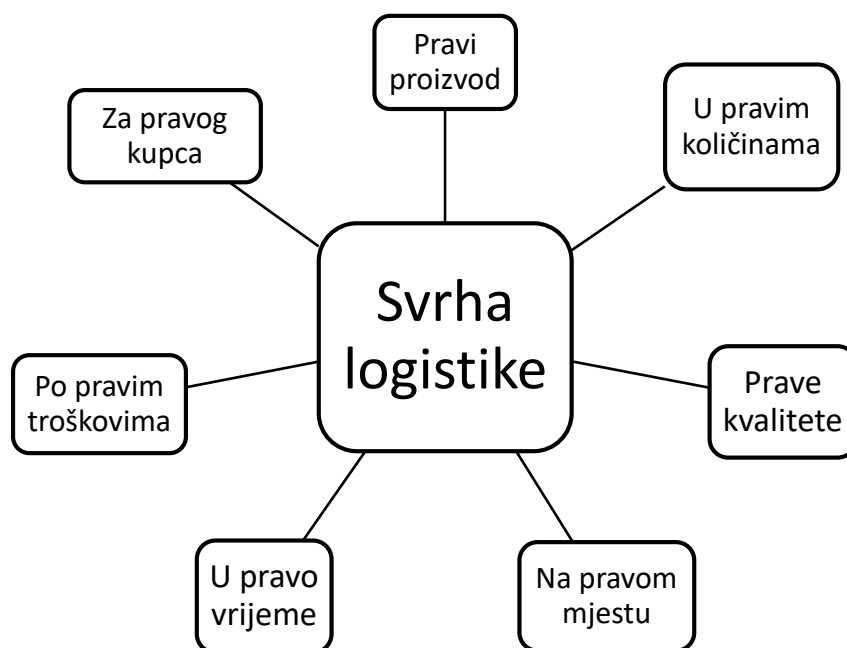 Pravi
proizvod
U pravim
količinama
Prave
kvalitete
Na pravom
mjestu
U pravo
vrijeme
Po pravim
troškovima
Za pravog
kupca
Svrha
logistike